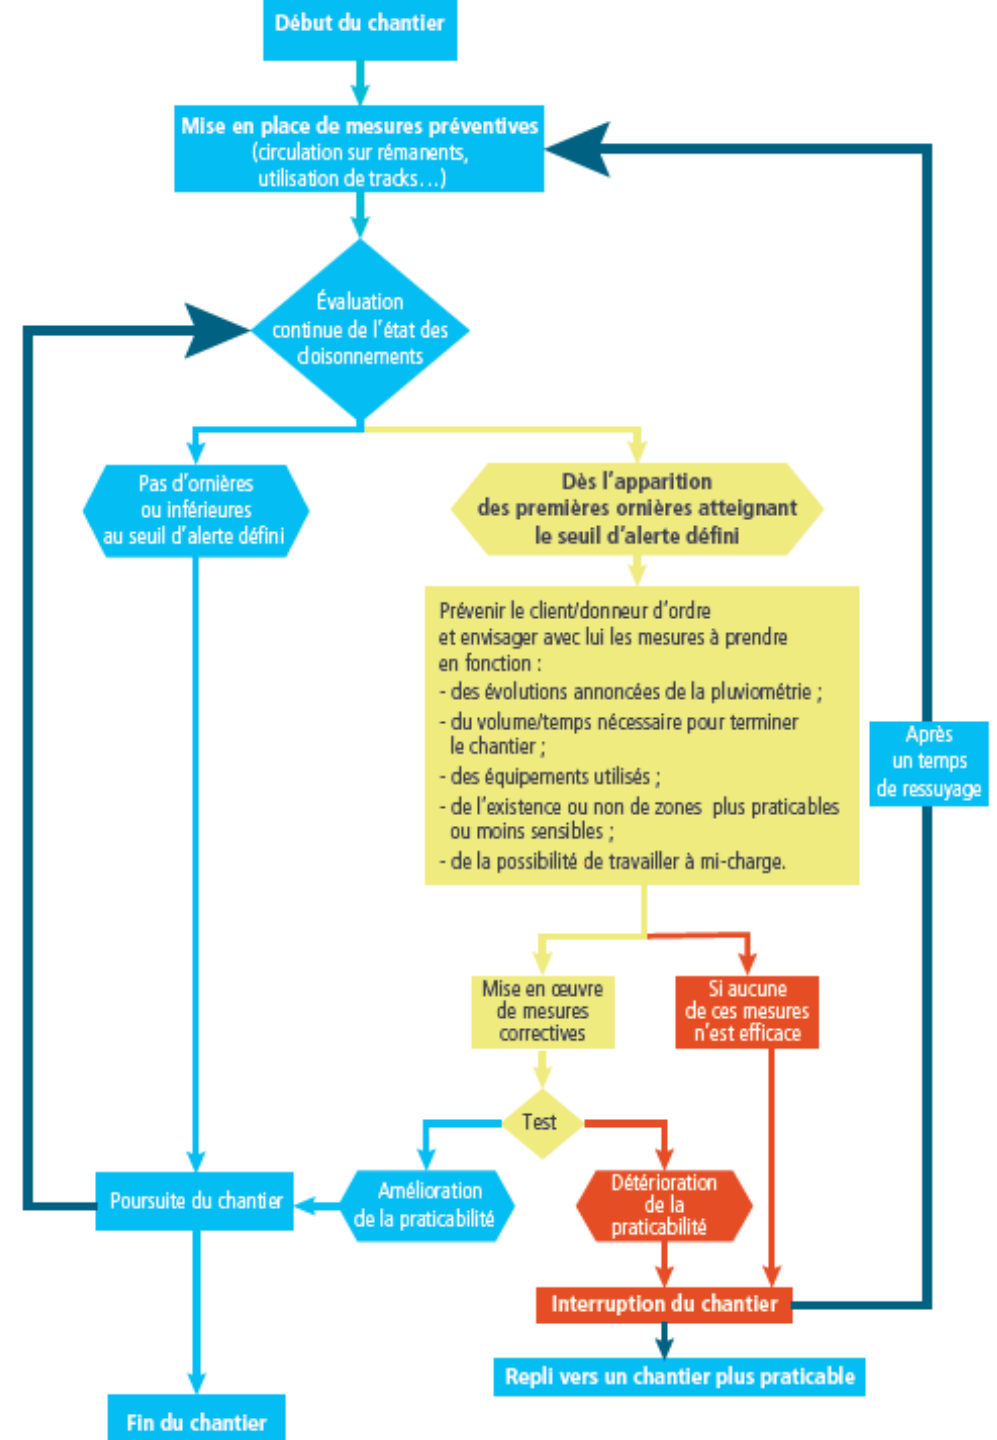 Début du chantier
Mise en place de mesures préventives
(circulation sur rémanents,
utilisation de tracks…)
Évaluation
continue de l'état des
cloisonnements
Pas d'ornières
ou inférieures
au seuil d'alerte défini
Dès l'apparition
des premières ornières atteignant
le seuil d'alerte défini
Prévenir le client/donneur d'ordre
et envisager avec lui les mesures à prendre
en fonction :
- des évolutions annoncées de la pluviométrie ;
- du volume/temps nécessaire pour terminer
le chantier ;
- des équipements utilisés ;
- de l'existence ou non de zones plus praticables
ou moins sensibles ;
- de la possibilité de travailler à mi-charge.
Après
un temps
de ressuyage
Mise en œuvre
de mesures
correctives
Si aucune
de ces mesures
n'est efficace
Test
Amélioration
de la praticabilité
Détérioration
de la
praticabilité
Poursuite du chantier
Interruption du chantier
Repli vers un chantier plus praticable
Fin du chantier